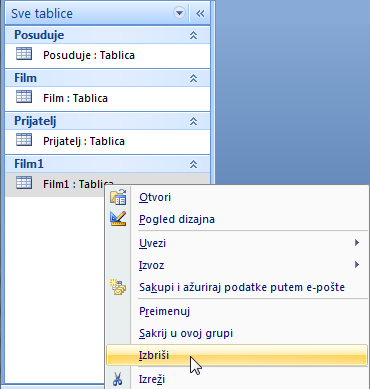 Sve tablice
Posuduje
Posuduje : Tablica
Film
Film : Tablica
Prijatelj
Prijatelj : Tablica
Film1
Film1 : Tablica
Otvori
Pogled dizajna
Uvezi
Izvoz
Sakupi i ažuriraj podatke putem e-pošte
Preimenuj
Sakrij u ovoj grupi
Izbriši
Izreži